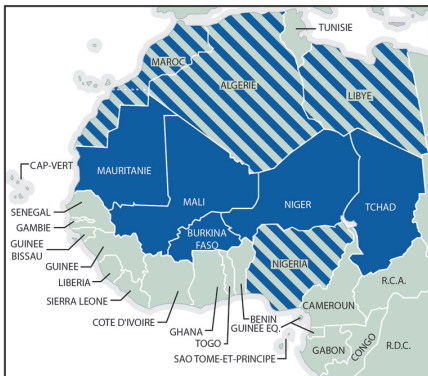 TUNISIE
MAROC
ALGERIE
LIBYE
CAP-VERT
MAURITANIE
MALI
NIGER
TCHAD
SENEGAL
GAMBIE
GUINEE
BISSAU
BURKINA
FASO
GUINEE
NIGERIA
LIBERIA
R.C.A.
SIERRA LEONE
CAMEROUN
COTE D'IVOIRE
BENIN
GHANA
GUINEE EQ.
TOGO
SAO TOME-ET-PRINCIPE
GABON
CONGO
R.D.C.